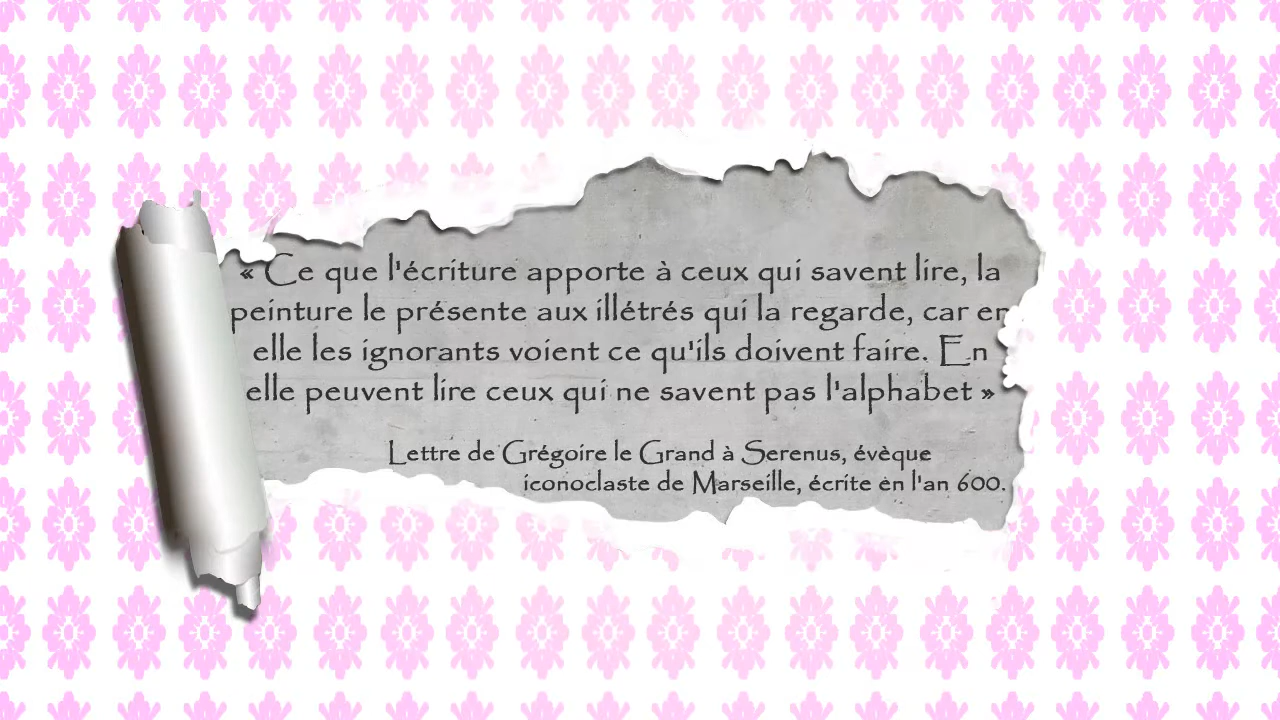 « Ce que l'écriture apporte à ceux qui savent lire, la
peinture le présente aux illétrés qui la regarde, car en
elle les ignorants voient ce qu'ils doivent faire. En
elle peuvent lire ceux qui ne savent pas l'alphabet »
Lettre de Grégoire le Grand à Serenus, évèque
iconoclaste de Marseille, écrite en l'an 600.